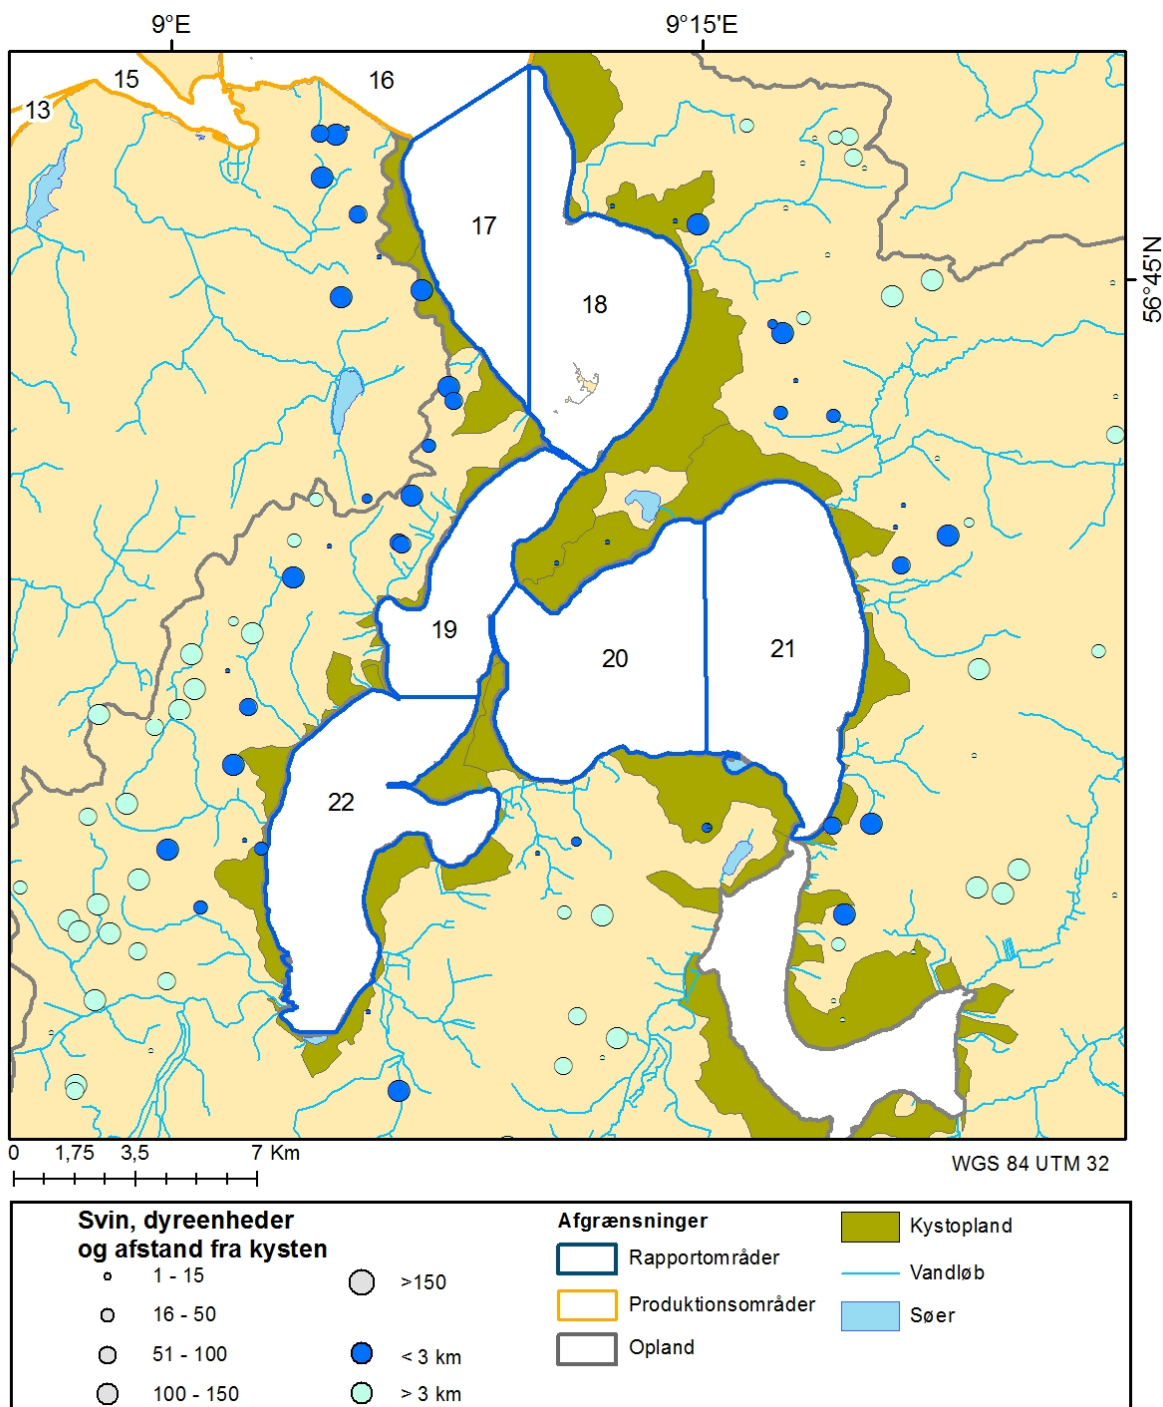 9°E
9°15'E
15
16
13
17
56°45'N
18
19
20
21
22
0 1,75 3,5 7 Km
WGS 84 UTM 32
Svin, dyreenheder
og afstand fra kysten
1 - 15
16 - 50
51 - 100
100 - 150
>150
< 3 km
> 3 km
Afgrænsninger
Rapportområder
Produktionsområder
Opland
Kystopland
Vandløb
Søer